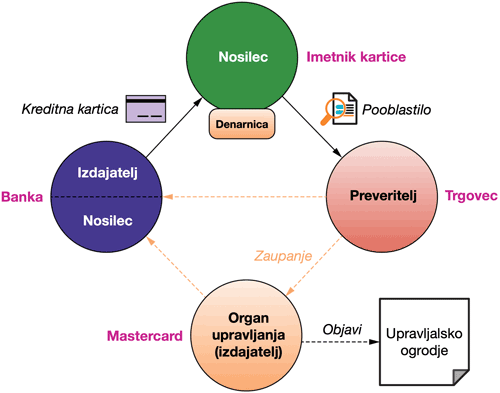 Nosilec
Imetnik kartice
Denarnica
Kreditna kartica
Pooblastilo
Izdajatelj
Nosilec
Banka
Preveritelj
Trgovec
Zaupanje
Organ
upravljanja
(izdajatelj)
Mastercard
Objavi
Upravljalsko
ogrodje